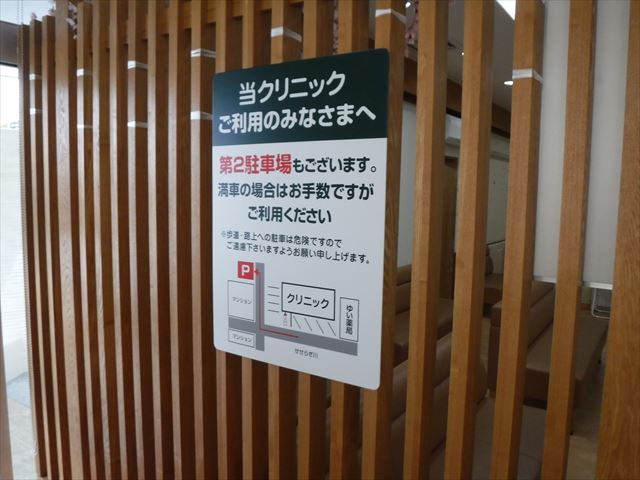 当クリニック
ご利用のみなさまへ
第2駐車場もございます。
満車の場合はお手数ですが
ご利用ください
※歩道・路上への駐車は危険ですので
ご遠慮下さいますようお願い申し上げます。
P
マンション
クリニック
ゆい薬局
マンション
せせらぎ川